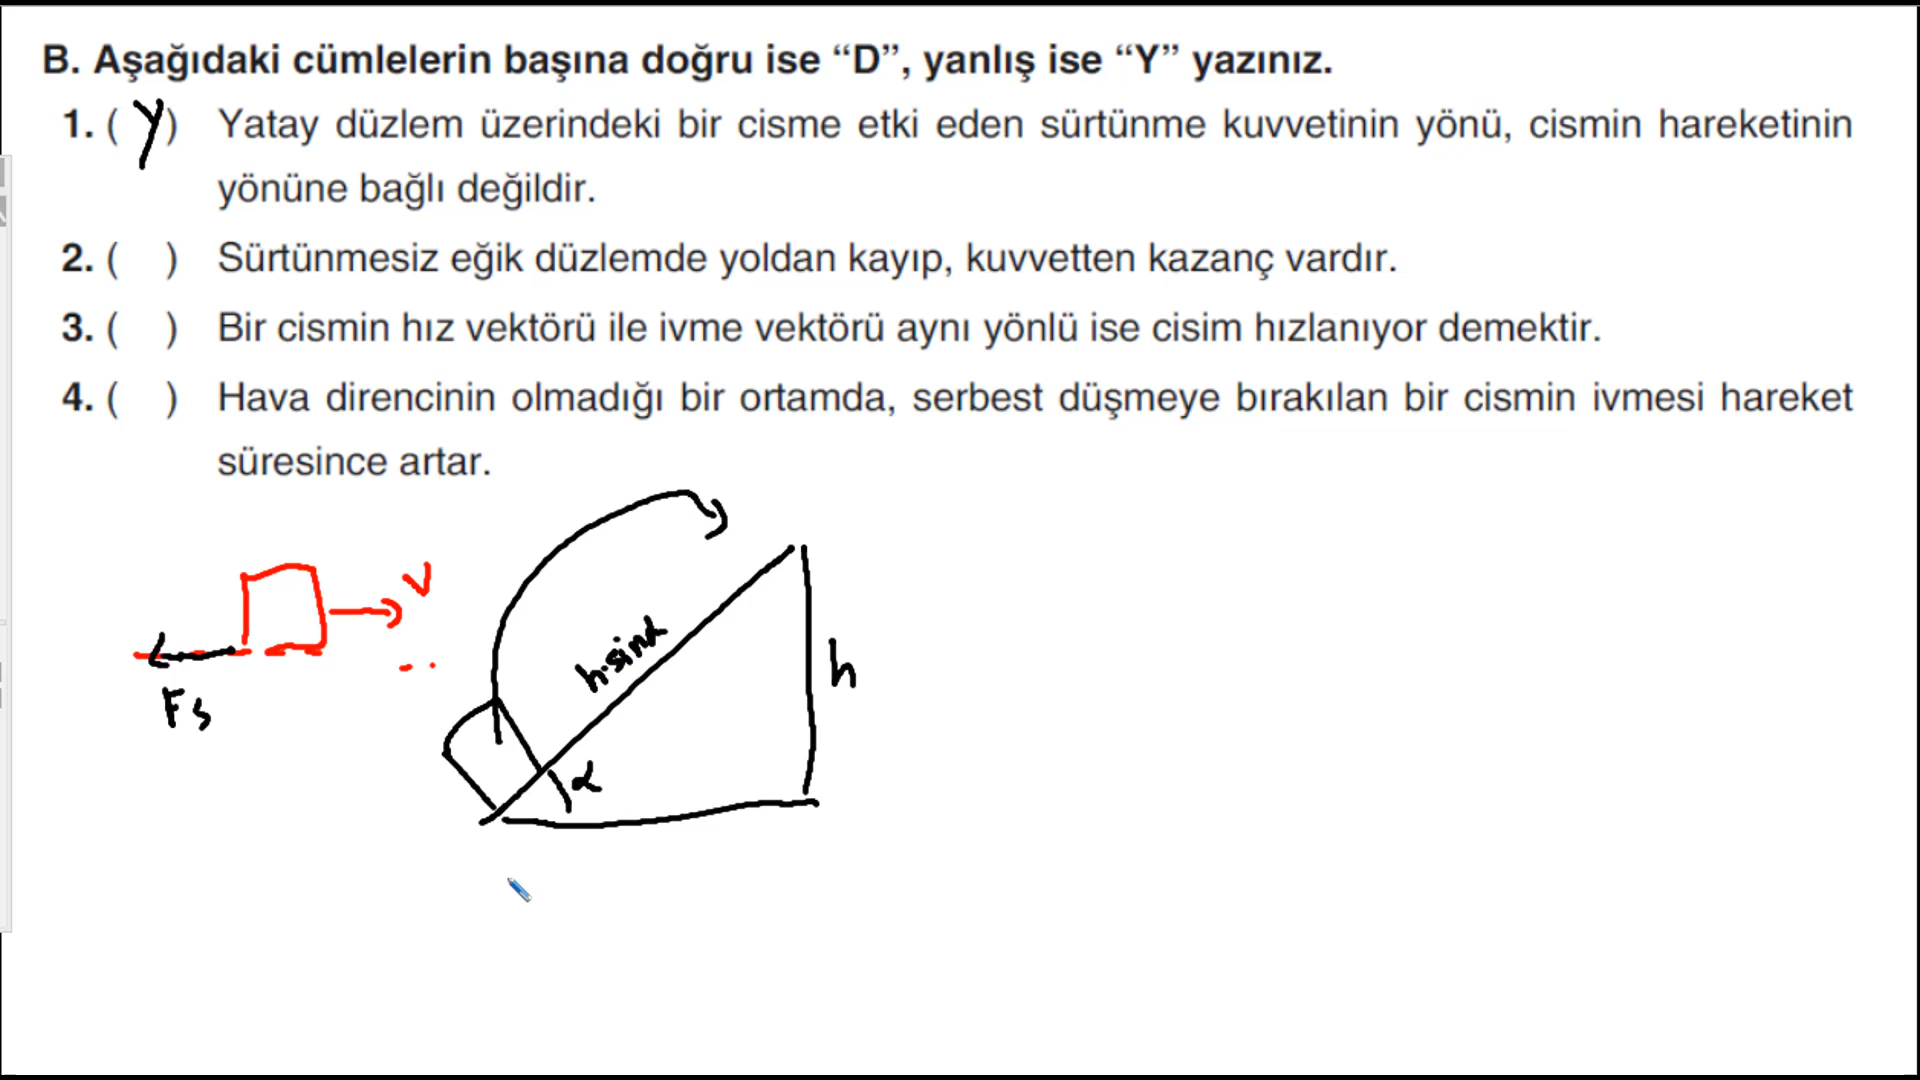 B. Aşağıdaki cümlelerin başına doğru ise “D”, yanlış ise “Y” yazınız.
1. ( Y ) Yatay düzlem üzerindeki bir cisme etki eden sürtünme kuvvetinin yönü, cismin hareketinin
yönüne bağlı değildir.
2. ( ) Sürtünmesiz eğik düzlemde yoldan kayıp, kuvvetten kazanç vardır.
3. ( ) Bir cismin hız vektörü ile ivme vektörü aynı yönlü ise cisim hızlanıyor demektir.
4. ( ) Hava direncinin olmadığı bir ortamda, serbest düşmeye bırakılan bir cismin ivmesi hareket
süresince artar.
V
Fs
h.sinα
h
α